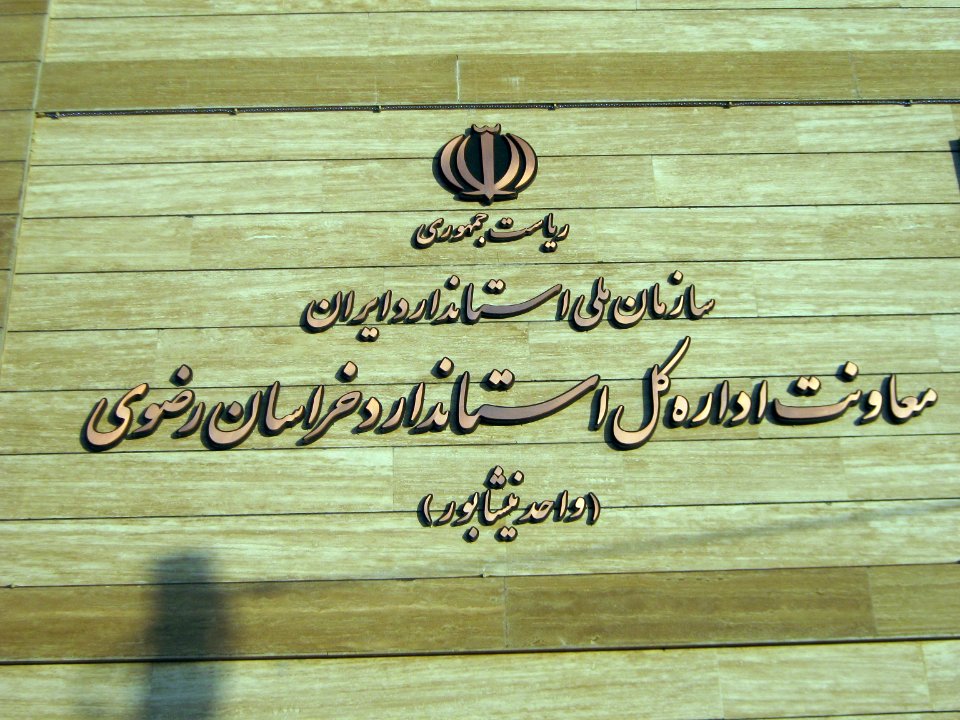 ریاست جمهوری
سازمان ملی استاندارد ایران
معاونت اداره کل استاندارد خراسان رضوی
(واحد نیشابور)